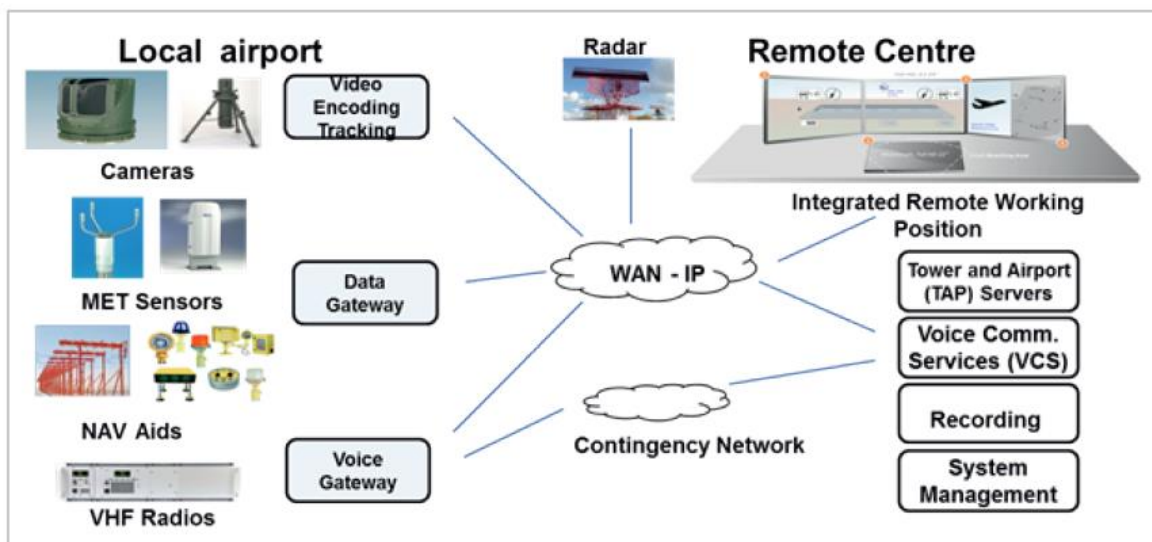 Local airport
Radar
Remote Centre
Video
Encoding
Tracking
Cameras
Integrated Remote Working
Position
MET Sensors
Data
Gateway
WAN - IP
Tower and Airport
(TAP) Servers
Voice Comm.
Services (VCS)
NAV Aids
Contingency Network
Recording
Voice
Gateway
System
Management
VHF Radios